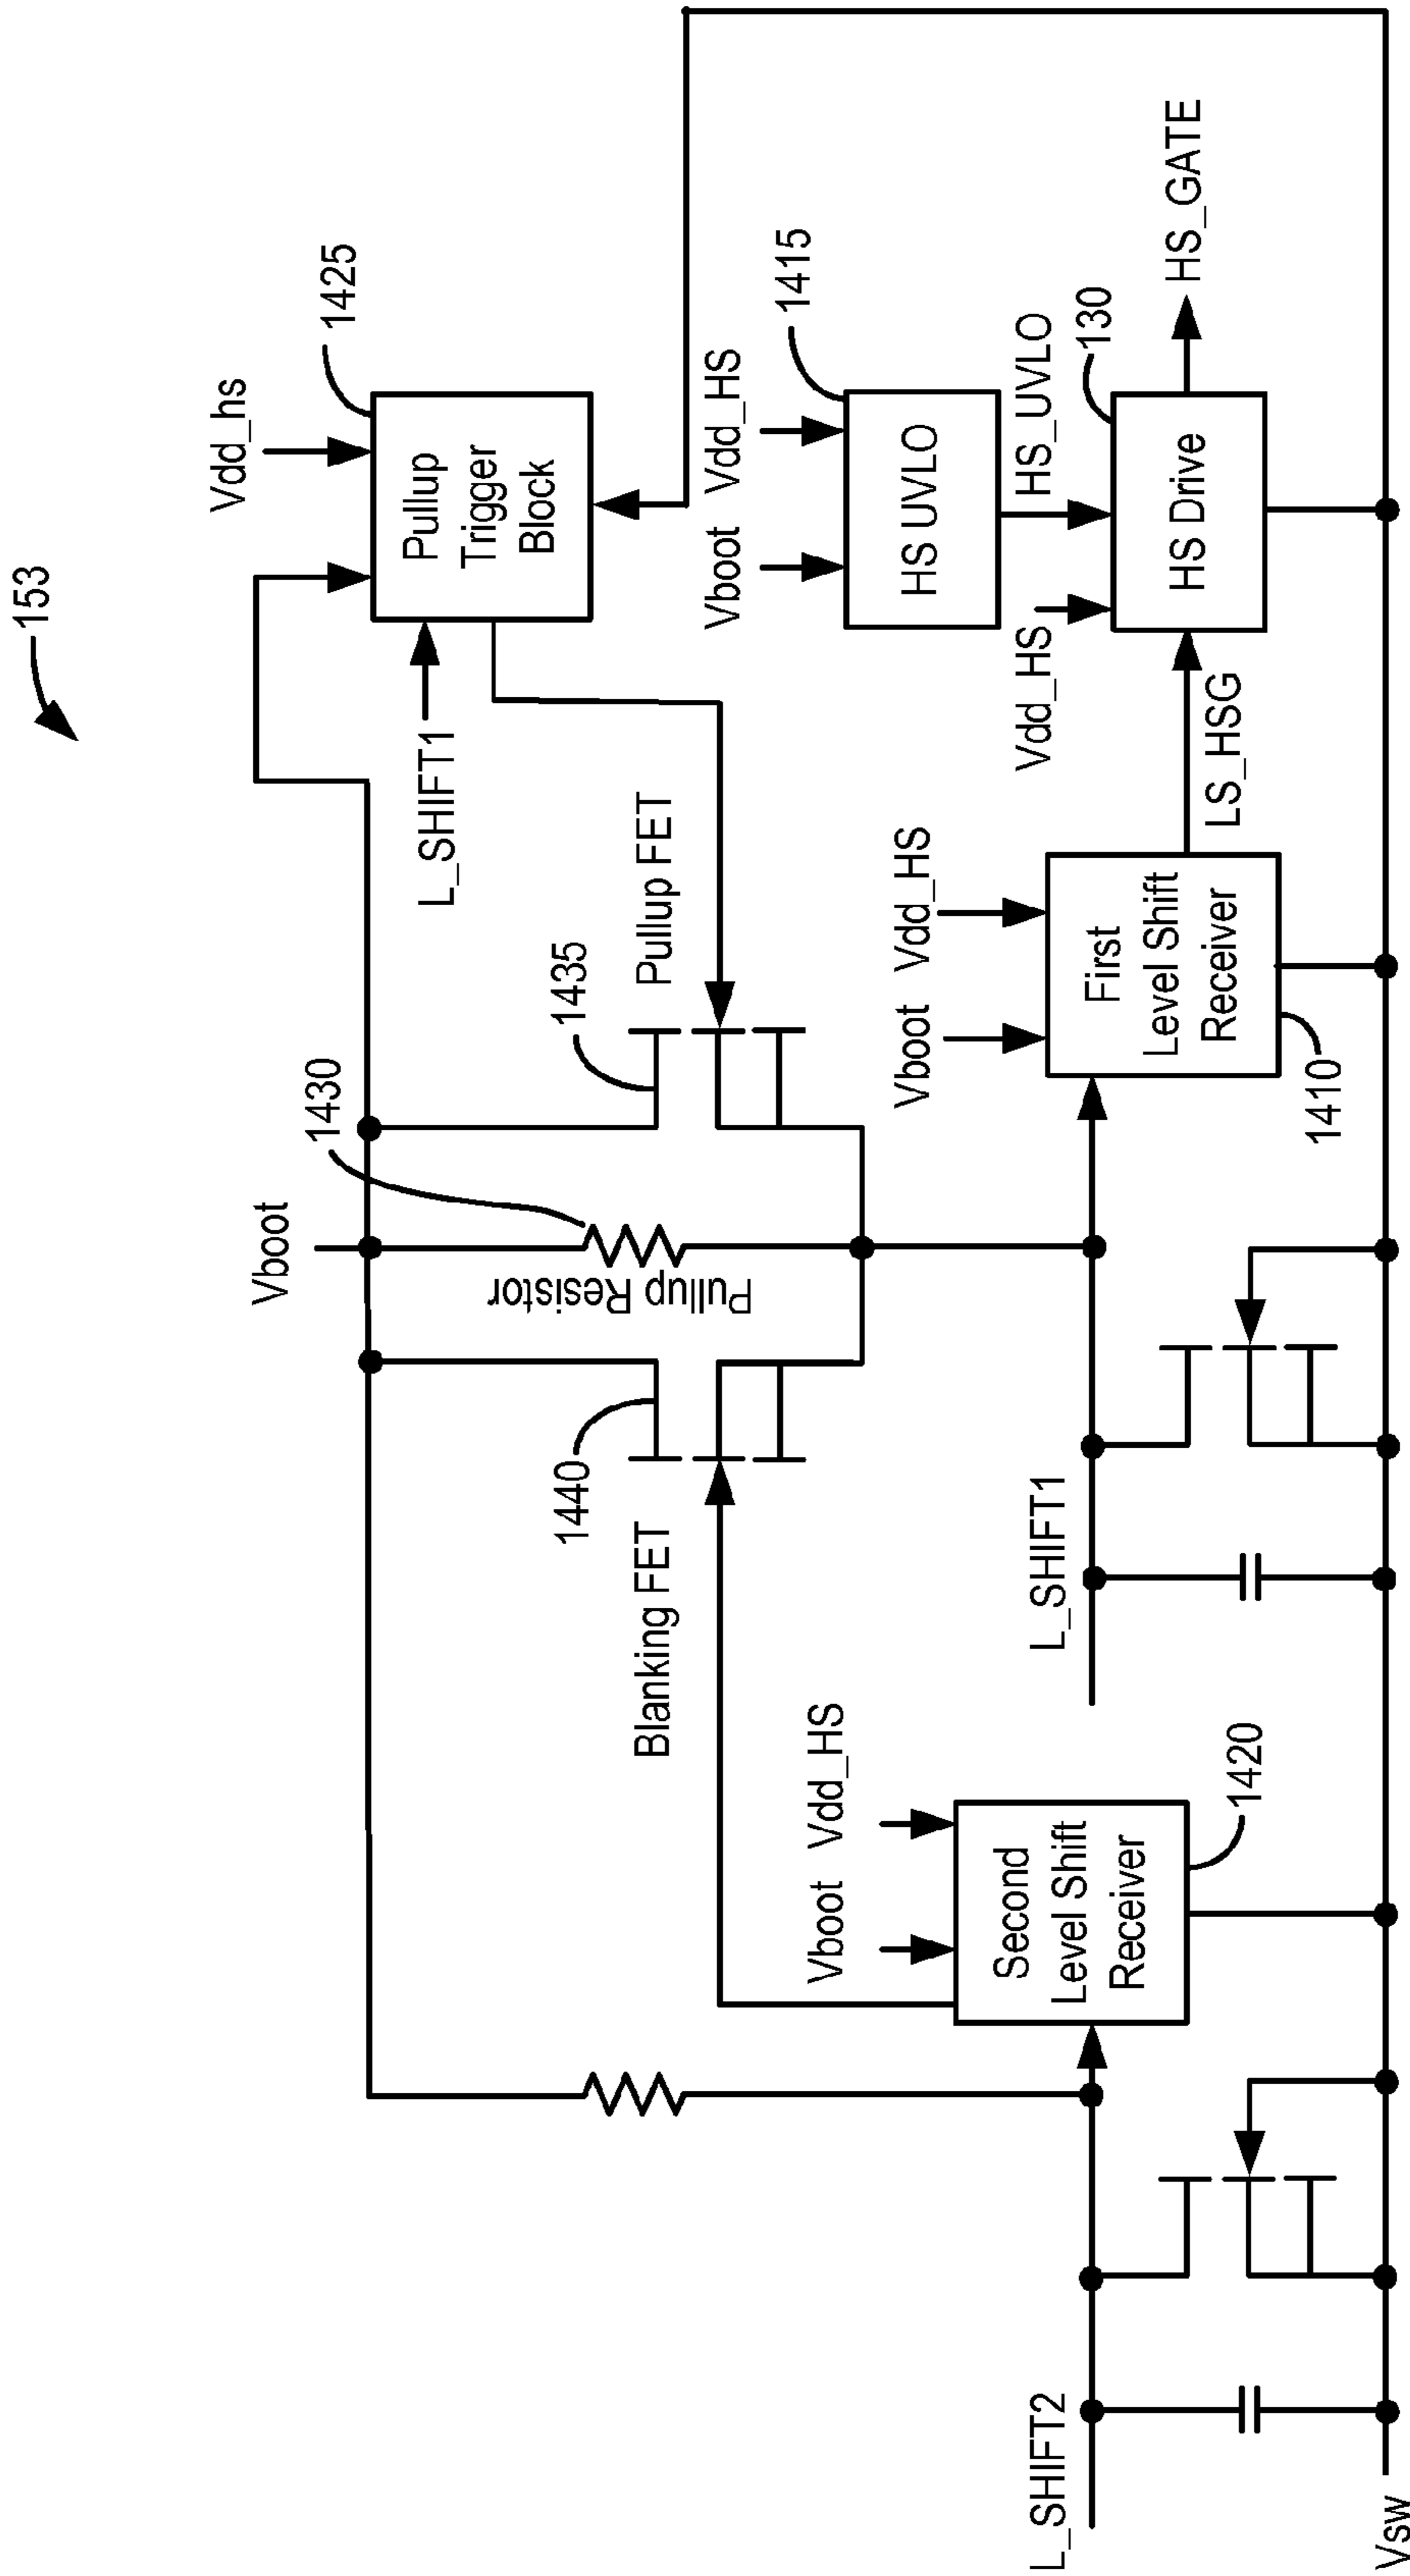 153
Vdd_hs
1425
Pullup
Trigger
Block
L_SHIFT1
Vboot
1430
Pullup Resistor
1435
Pullup FET
1440
Blanking FET
Vboot
Vdd_HS
1415
HS UVLO
HS_UVLO
Vdd_HS
130
HS Drive
HS_GATE
LS_HSG
Vboot
Vdd_HS
First
Level Shift
Receiver
1410
L_SHIFT1
Vboot
Vdd_HS
Second
Level Shift
Receiver
1420
L_SHIFT2
Vsw